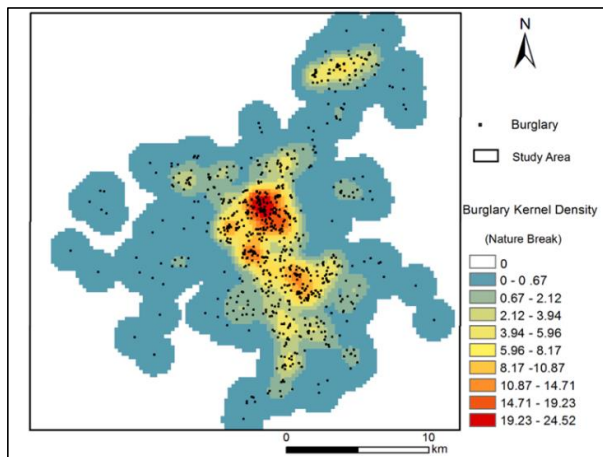 N
Burglary
Study Area
Burglary Kernel Density
(Nature Break)
0
0 - 0 .67
0.67 - 2.12
2.12 - 3.94
3.94 - 5.96
5.96 - 8.17
8.17 -10.87
10.87 - 14.71
14.71 - 19.23
19.23 - 24.52
0 10
km